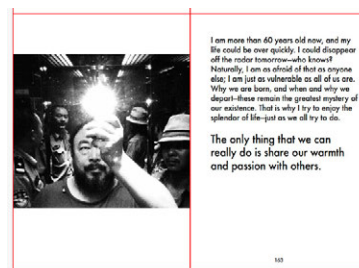 I am more than 60 years old now, and my
life could be over quickly. I could disappear
off the radar tomorrow—who knows?
Naturally, I am as afraid of that as anyone
else; I am just as vulnerable as all of us are.
Why we are born, and when and why we
depart—these remain the greatest mystery of
our existence. That is why I try to enjoy the
splendor of life—just as we all try to do.
The only thing that we can
really do is share our warmth
and passion with others.
163